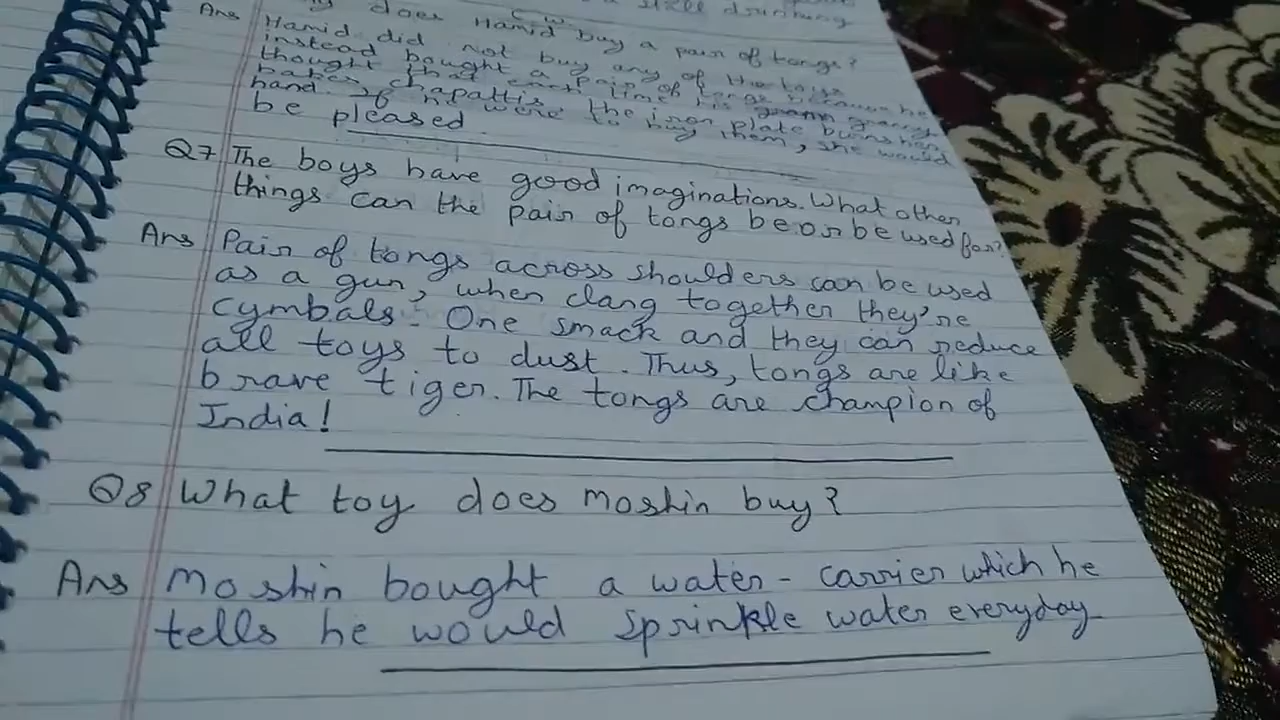 still drinking
C.W.
does Hamid buy a pair of tongs?
Ans Hamid did not buy any of the toys
instead bought a pair of tongs because he
thought that each time his granny
bakes chapattis the iron plate burns her
hand. If he were to buy them, she would
be pleased
Q7 The boys have good imaginations. What other
things can the pair of tongs be or be used for?
Ans Pair of tongs across shoulders can be used
as a gun, when clang together they're
cymbals. One smack and they can reduce
all toys to dust. Thus, tongs are like
brave tiger. The tongs are champion of
India!
Q8 What toy does moshin buy?
Ans Moshin bought a water - carrier which he
tells he would sprinkle water everyday